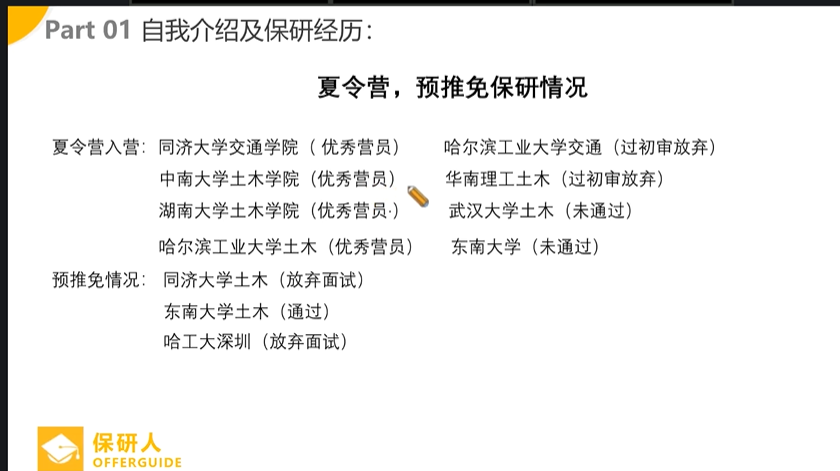 Part 01 自我介绍及保研经历：
夏令营，预推免保研情况
夏令营入营：同济大学交通学院（ 优秀营员） 哈尔滨工业大学交通（过初审放弃）
中南大学土木学院（优秀营员） 华南理工土木（过初审放弃）
湖南大学土木学院（优秀营员·） 武汉大学土木（未通过）
哈尔滨工业大学土木（优秀营员） 东南大学（未通过）
预推免情况： 同济大学土木（放弃面试）
东南大学土木（通过）
哈工大深圳（放弃面试）
保研人
OFFERGUIDE